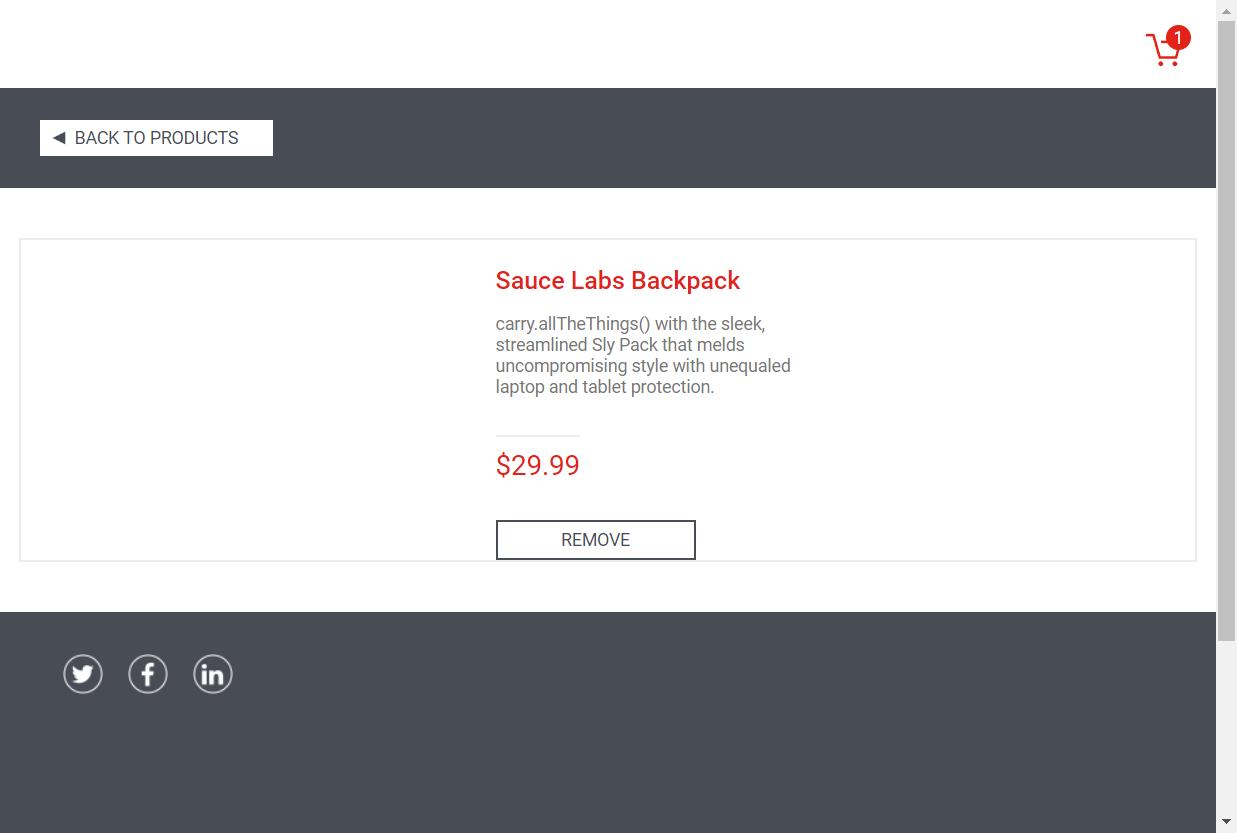 1
BACK TO PRODUCTS
Sauce Labs Backpack
carry.allTheThings() with the sleek,
streamlined Sly Pack that melds
uncompromising style with unequaled
laptop and tablet protection.
$29.99
REMOVE